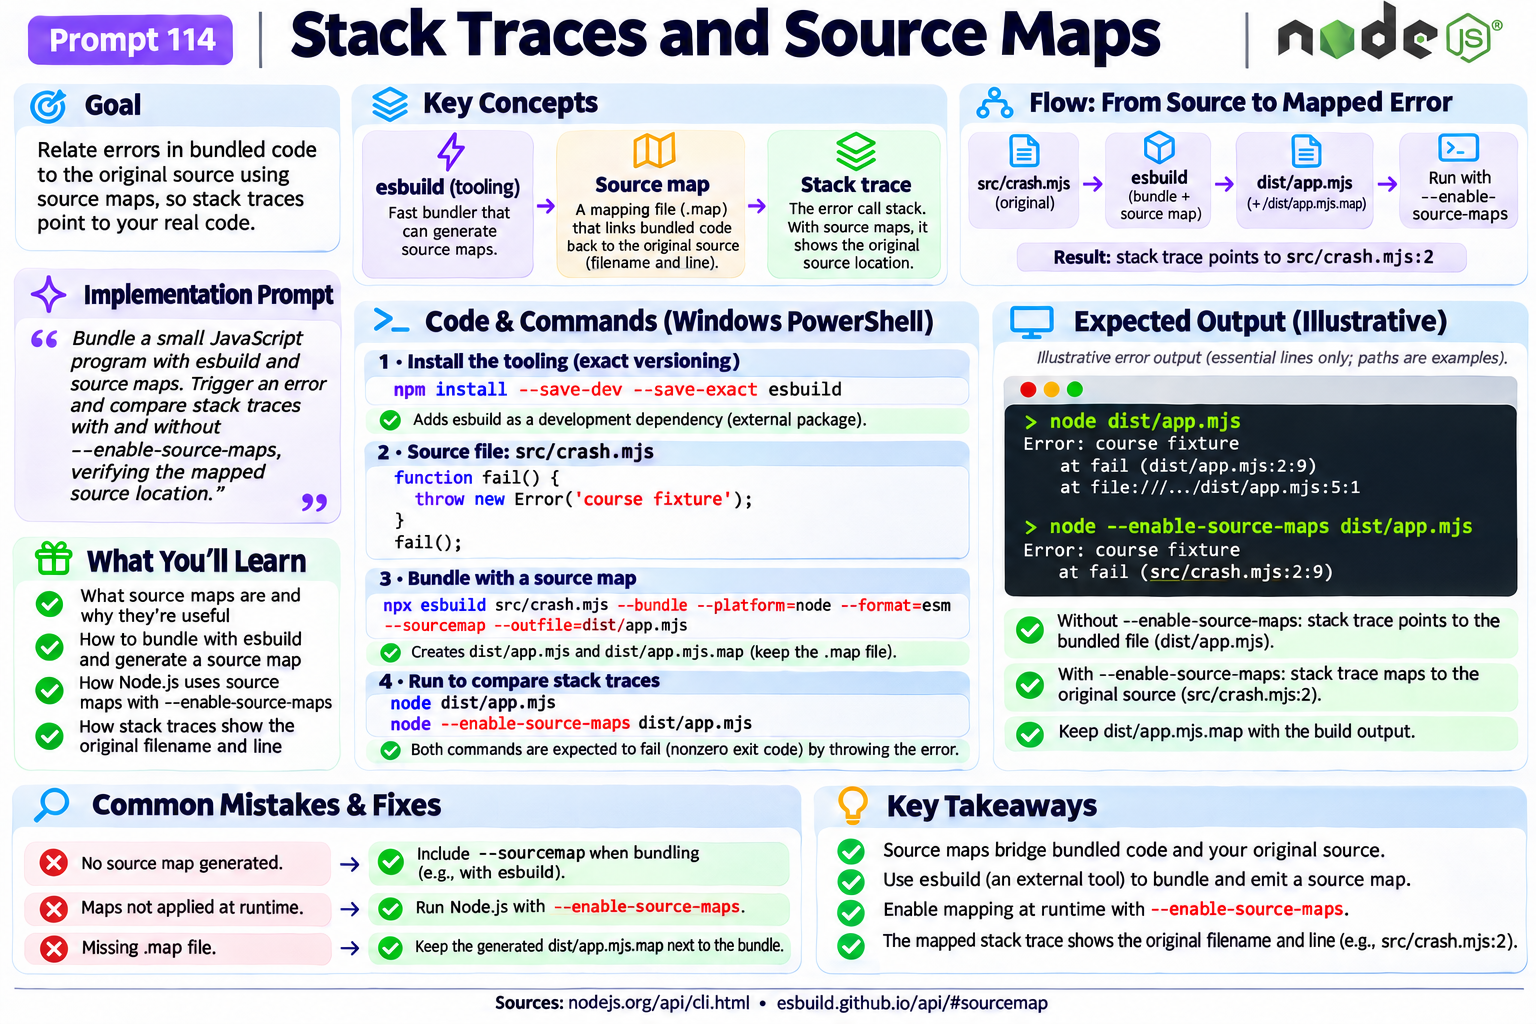 Prompt 114
Stack Traces and Source Maps
node JS ®
Goal
Relate errors in bundled code
to the original source using
source maps, so stack traces
point to your real code.
Implementation Prompt
“ Bundle a small JavaScript
program with esbuild and
source maps. Trigger an error
and compare stack traces
with and without
--enable-source-maps,
verifying the mapped
source location.”
”
What You’ll Learn
What source maps are and
why they’re useful
How to bundle with esbuild
and generate a source map
How Node.js uses source
maps with --enable-source-maps
How stack traces show the
original filename and line
Key Concepts
esbuild (tooling)
Fast bundler that
can generate
source maps.
Source map
A mapping file (.map)
that links bundled code
back to the original source
(filename and line).
Stack trace
The error call stack.
With source maps, it
shows the original
source location.
Flow: From Source to Mapped Error
src/crash.mjs
(original)
esbuild
(bundle +
source map)
dist/app.mjs
(+ /dist/app.mjs.map)
Run with
--enable-
source-maps
Result: stack trace points to src/crash.mjs:2
Code & Commands (Windows PowerShell)
1 • Install the tooling (exact versioning)
npm install --save-dev --save-exact esbuild
Adds esbuild as a development dependency (external package).
2 • Source file: src/crash.mjs
function fail() {
throw new Error('course fixture');
}
fail();
3 • Bundle with a source map
npx esbuild src/crash.mjs --bundle --platform=node --format=esm
--sourcemap --outfile=dist/app.mjs
Creates dist/app.mjs and dist/app.mjs.map (keep the .map file).
4 • Run to compare stack traces
node dist/app.mjs
node --enable-source-maps dist/app.mjs
Both commands are expected to fail (nonzero exit code) by throwing the error.
Expected Output (Illustrative)
Illustrative error output (essential lines only; paths are examples).
> node dist/app.mjs
Error: course fixture
at fail (dist/app.mjs:2:9)
at file:///.../dist/app.mjs:5:1
> node --enable-source-maps dist/app.mjs
Error: course fixture
at fail (src/crash.mjs:2:9)
Without --enable-source-maps: stack trace points to the
bundled file (dist/app.mjs).
With --enable-source-maps: stack trace maps to the
original source (src/crash.mjs:2).
Keep dist/app.mjs.map with the build output.
Common Mistakes & Fixes
No source map generated.
Include --sourcemap when bundling
(e.g., with esbuild).
Maps not applied at runtime.
Run Node.js with --enable-source-maps.
Missing .map file.
Keep the generated dist/app.mjs.map next to the bundle.
Key Takeaways
Source maps bridge bundled code and your original source.
Use esbuild (an external tool) to bundle and emit a source map.
Enable mapping at runtime with --enable-source-maps.
The mapped stack trace shows the original filename and line (e.g., src/crash.mjs:2).
Sources: nodejs.org/api/cli.html • esbuild.github.io/api/#sourcemap